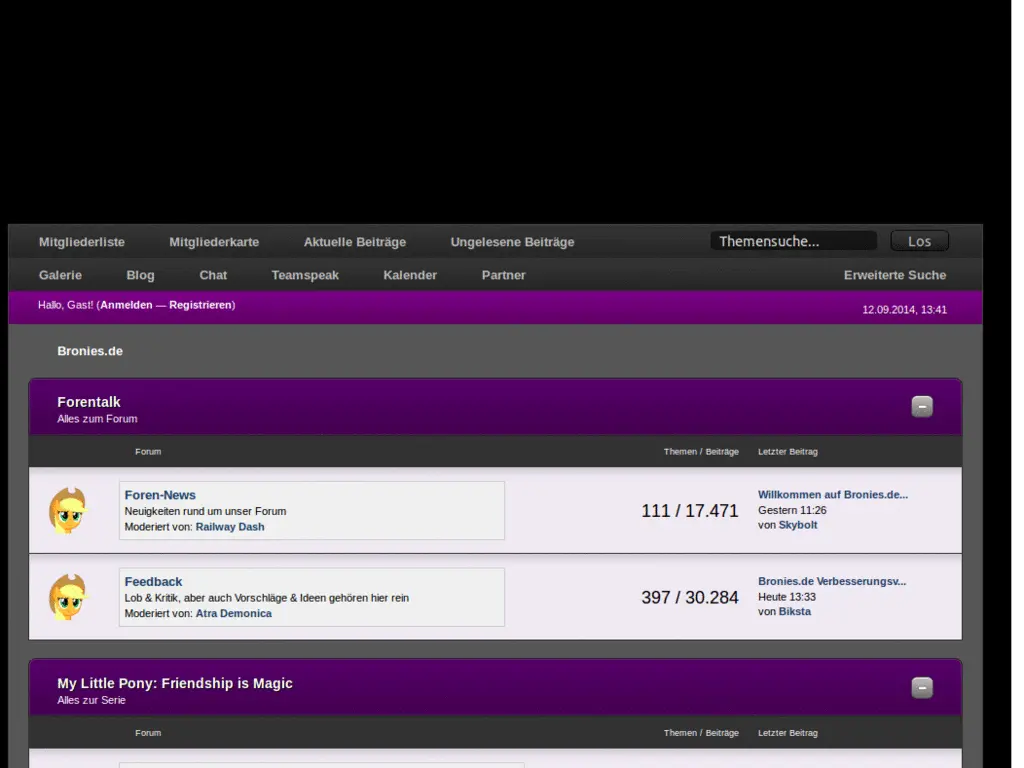 Mitgliederliste Mitgliederkarte Aktuelle Beiträge Ungelesene Beiträge Themensuche... Los
Galerie Blog Chat Teamspeak Kalender Partner Erweiterte Suche
Hallo, Gast! (Anmelden — Registrieren)
12.09.2014, 13:41
Bronies.de
Forentalk
Alles zum Forum
Forum Themen / Beiträge Letzter Beitrag
Foren-News
Neuigkeiten rund um unser Forum
Moderiert von: Railway Dash
111 / 17.471
Willkommen auf Bronies.de...
Gestern 11:26
von Skybolt
Feedback
Lob & Kritik, aber auch Vorschläge & Ideen gehören hier rein
Moderiert von: Atra Demonica
397 / 30.284
Bronies.de Verbesserungsv...
Heute 13:33
von Biksta
My Little Pony: Friendship is Magic
Alles zur Serie
Forum Themen / Beiträge Letzter Beitrag